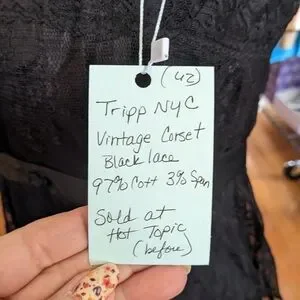 (42)
Tripp NYC
Vintage Corset
Black lace
97% Cott 3% Span
Sold at
Hot Topic
(before)